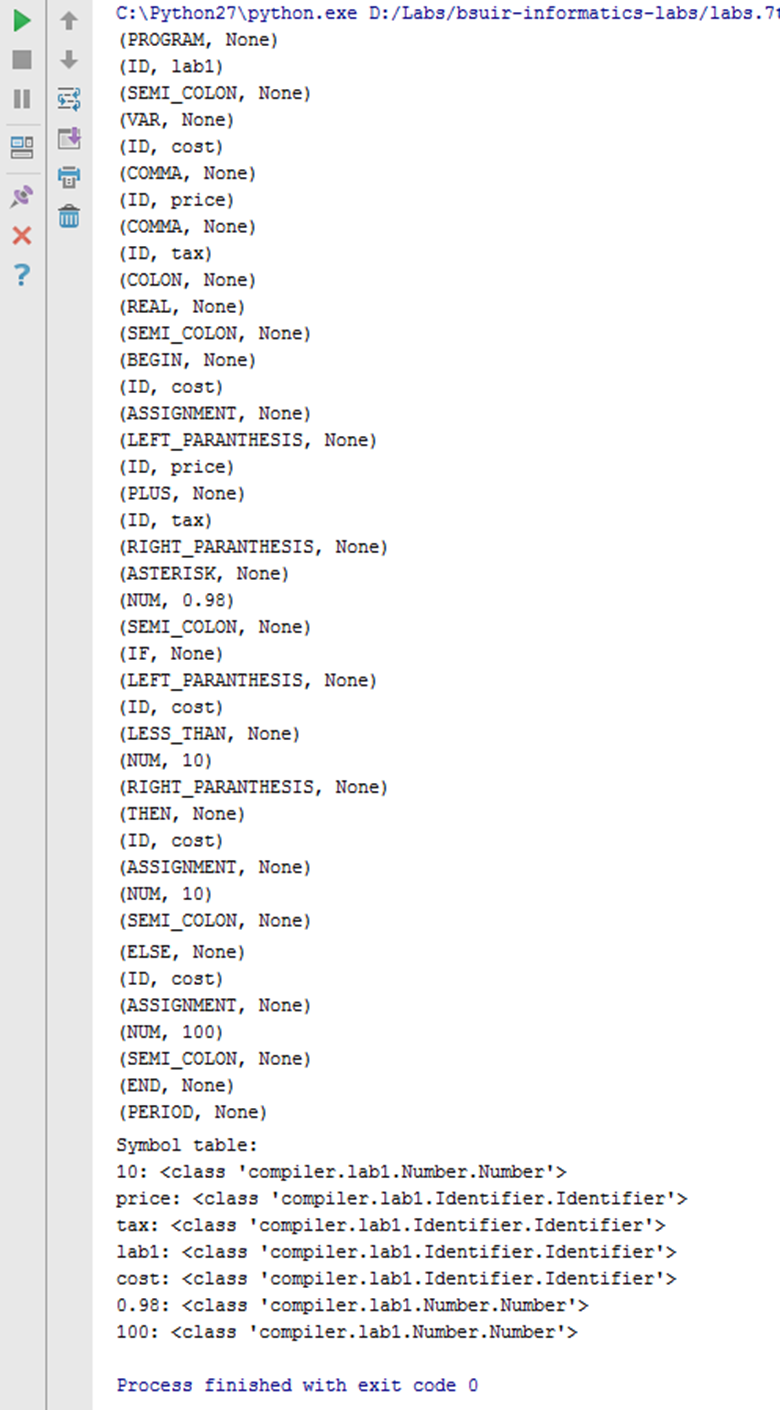 C:\Python27\python.exe D:/Labs/bsuir-informatics-labs/labs.7t
(PROGRAM, None)
(ID, lab1)
(SEMI_COLON, None)
(VAR, None)
(ID, cost)
(COMMA, None)
(ID, price)
(COMMA, None)
(ID, tax)
(COLON, None)
(REAL, None)
(SEMI_COLON, None)
(BEGIN, None)
(ID, cost)
(ASSIGNMENT, None)
(LEFT_PARANTHESIS, None)
(ID, price)
(PLUS, None)
(ID, tax)
(RIGHT_PARANTHESIS, None)
(ASTERISK, None)
(NUM, 0.98)
(SEMI_COLON, None)
(IF, None)
(LEFT_PARANTHESIS, None)
(ID, cost)
(LESS_THAN, None)
(NUM, 10)
(RIGHT_PARANTHESIS, None)
(THEN, None)
(ID, cost)
(ASSIGNMENT, None)
(NUM, 10)
(SEMI_COLON, None)
(ELSE, None)
(ID, cost)
(ASSIGNMENT, None)
(NUM, 100)
(SEMI_COLON, None)
(END, None)
(PERIOD, None)
Symbol table:
10: <class 'compiler.lab1.Number.Number'>
price: <class 'compiler.lab1.Identifier.Identifier'>
tax: <class 'compiler.lab1.Identifier.Identifier'>
lab1: <class 'compiler.lab1.Identifier.Identifier'>
cost: <class 'compiler.lab1.Identifier.Identifier'>
0.98: <class 'compiler.lab1.Number.Number'>
100: <class 'compiler.lab1.Number.Number'>
Process finished with exit code 0